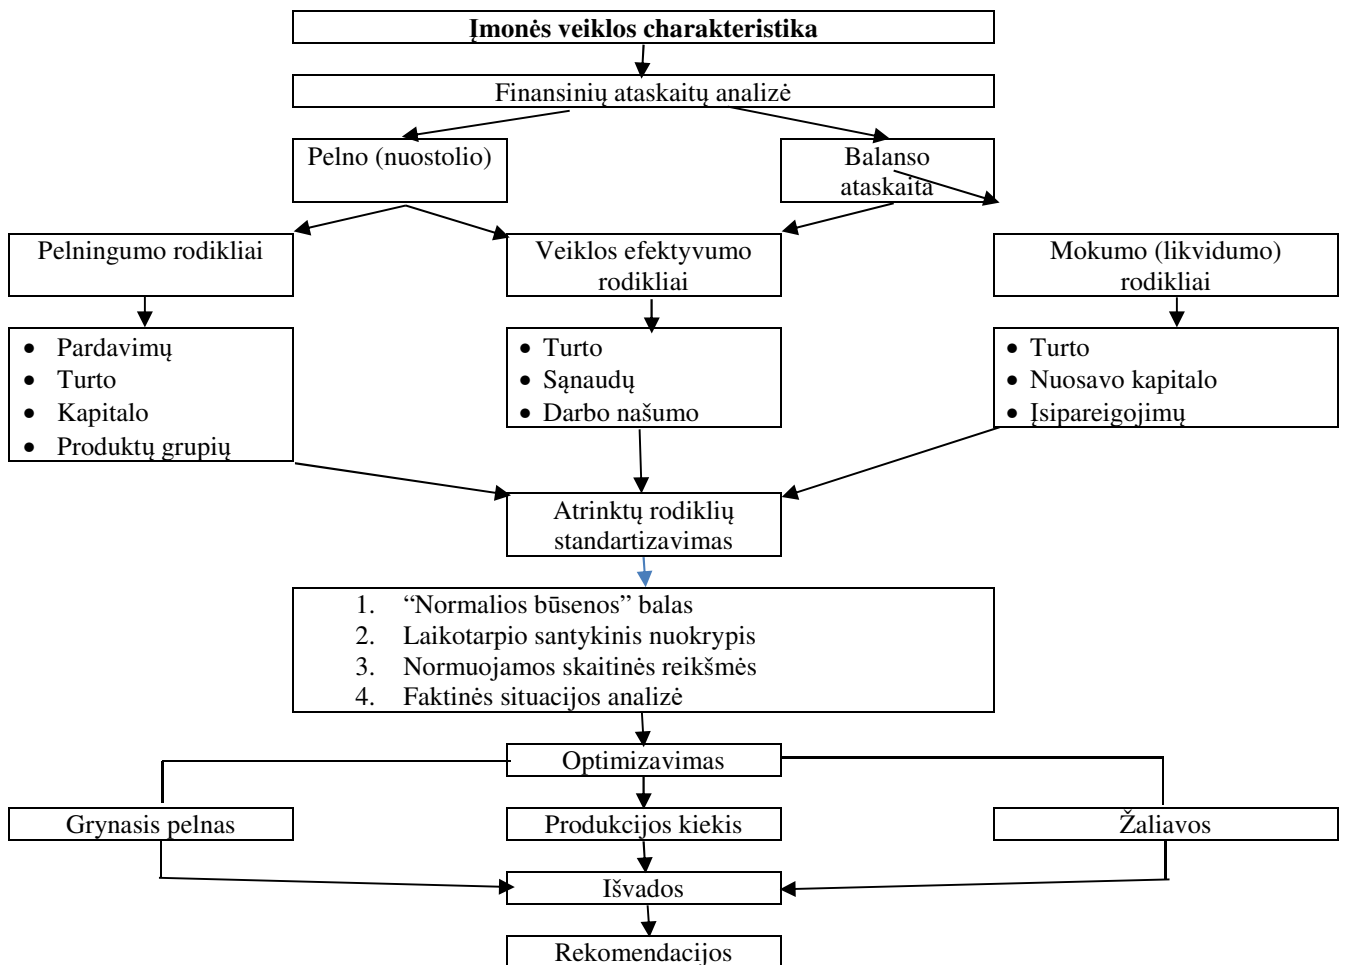 Įmonės veiklos charakteristika
Finansinių ataskaitų analizė
Pelno (nuostolio)
Balanso
ataskaita
Pelningumo rodikliai
Veiklos efektyvumo
rodikliai
Mokumo (likvidumo)
rodikliai
• Pardavimų
• Turto
• Kapitalo
• Produktų grupių
• Turto
• Sąnaudų
• Darbo našumo
• Turto
• Nuosavo kapitalo
• Įsipareigojimų
Atrinktų rodiklių
standartizavimas
1. “Normalios būsenos” balas
2. Laikotarpio santykinis nuokrypis
3. Normuojamos skaitinės reikšmės
4. Faktinės situacijos analizė
Optimizavimas
Grynasis pelnas
Produkcijos kiekis
Žaliavos
Išvados
Rekomendacijos